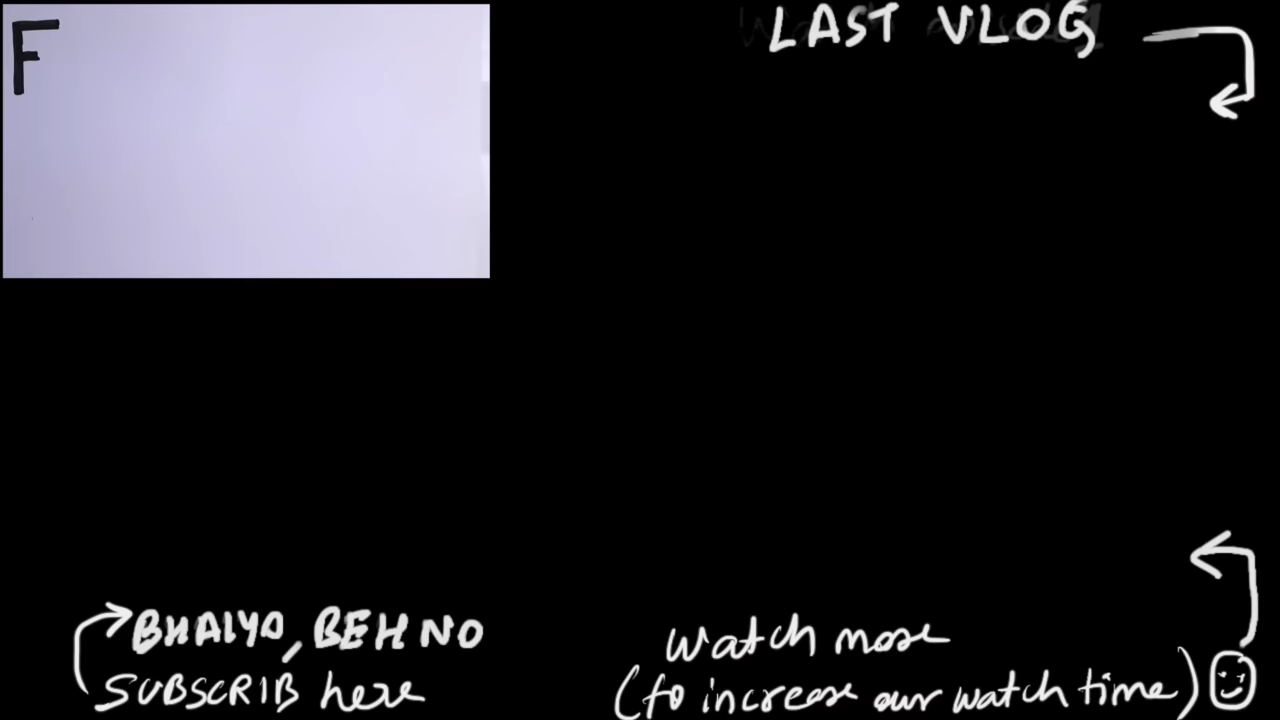 F
LAST VLOG
BHAIYO, BEHNO
SUBSCRIB here
watch more
(to increase our watch time)